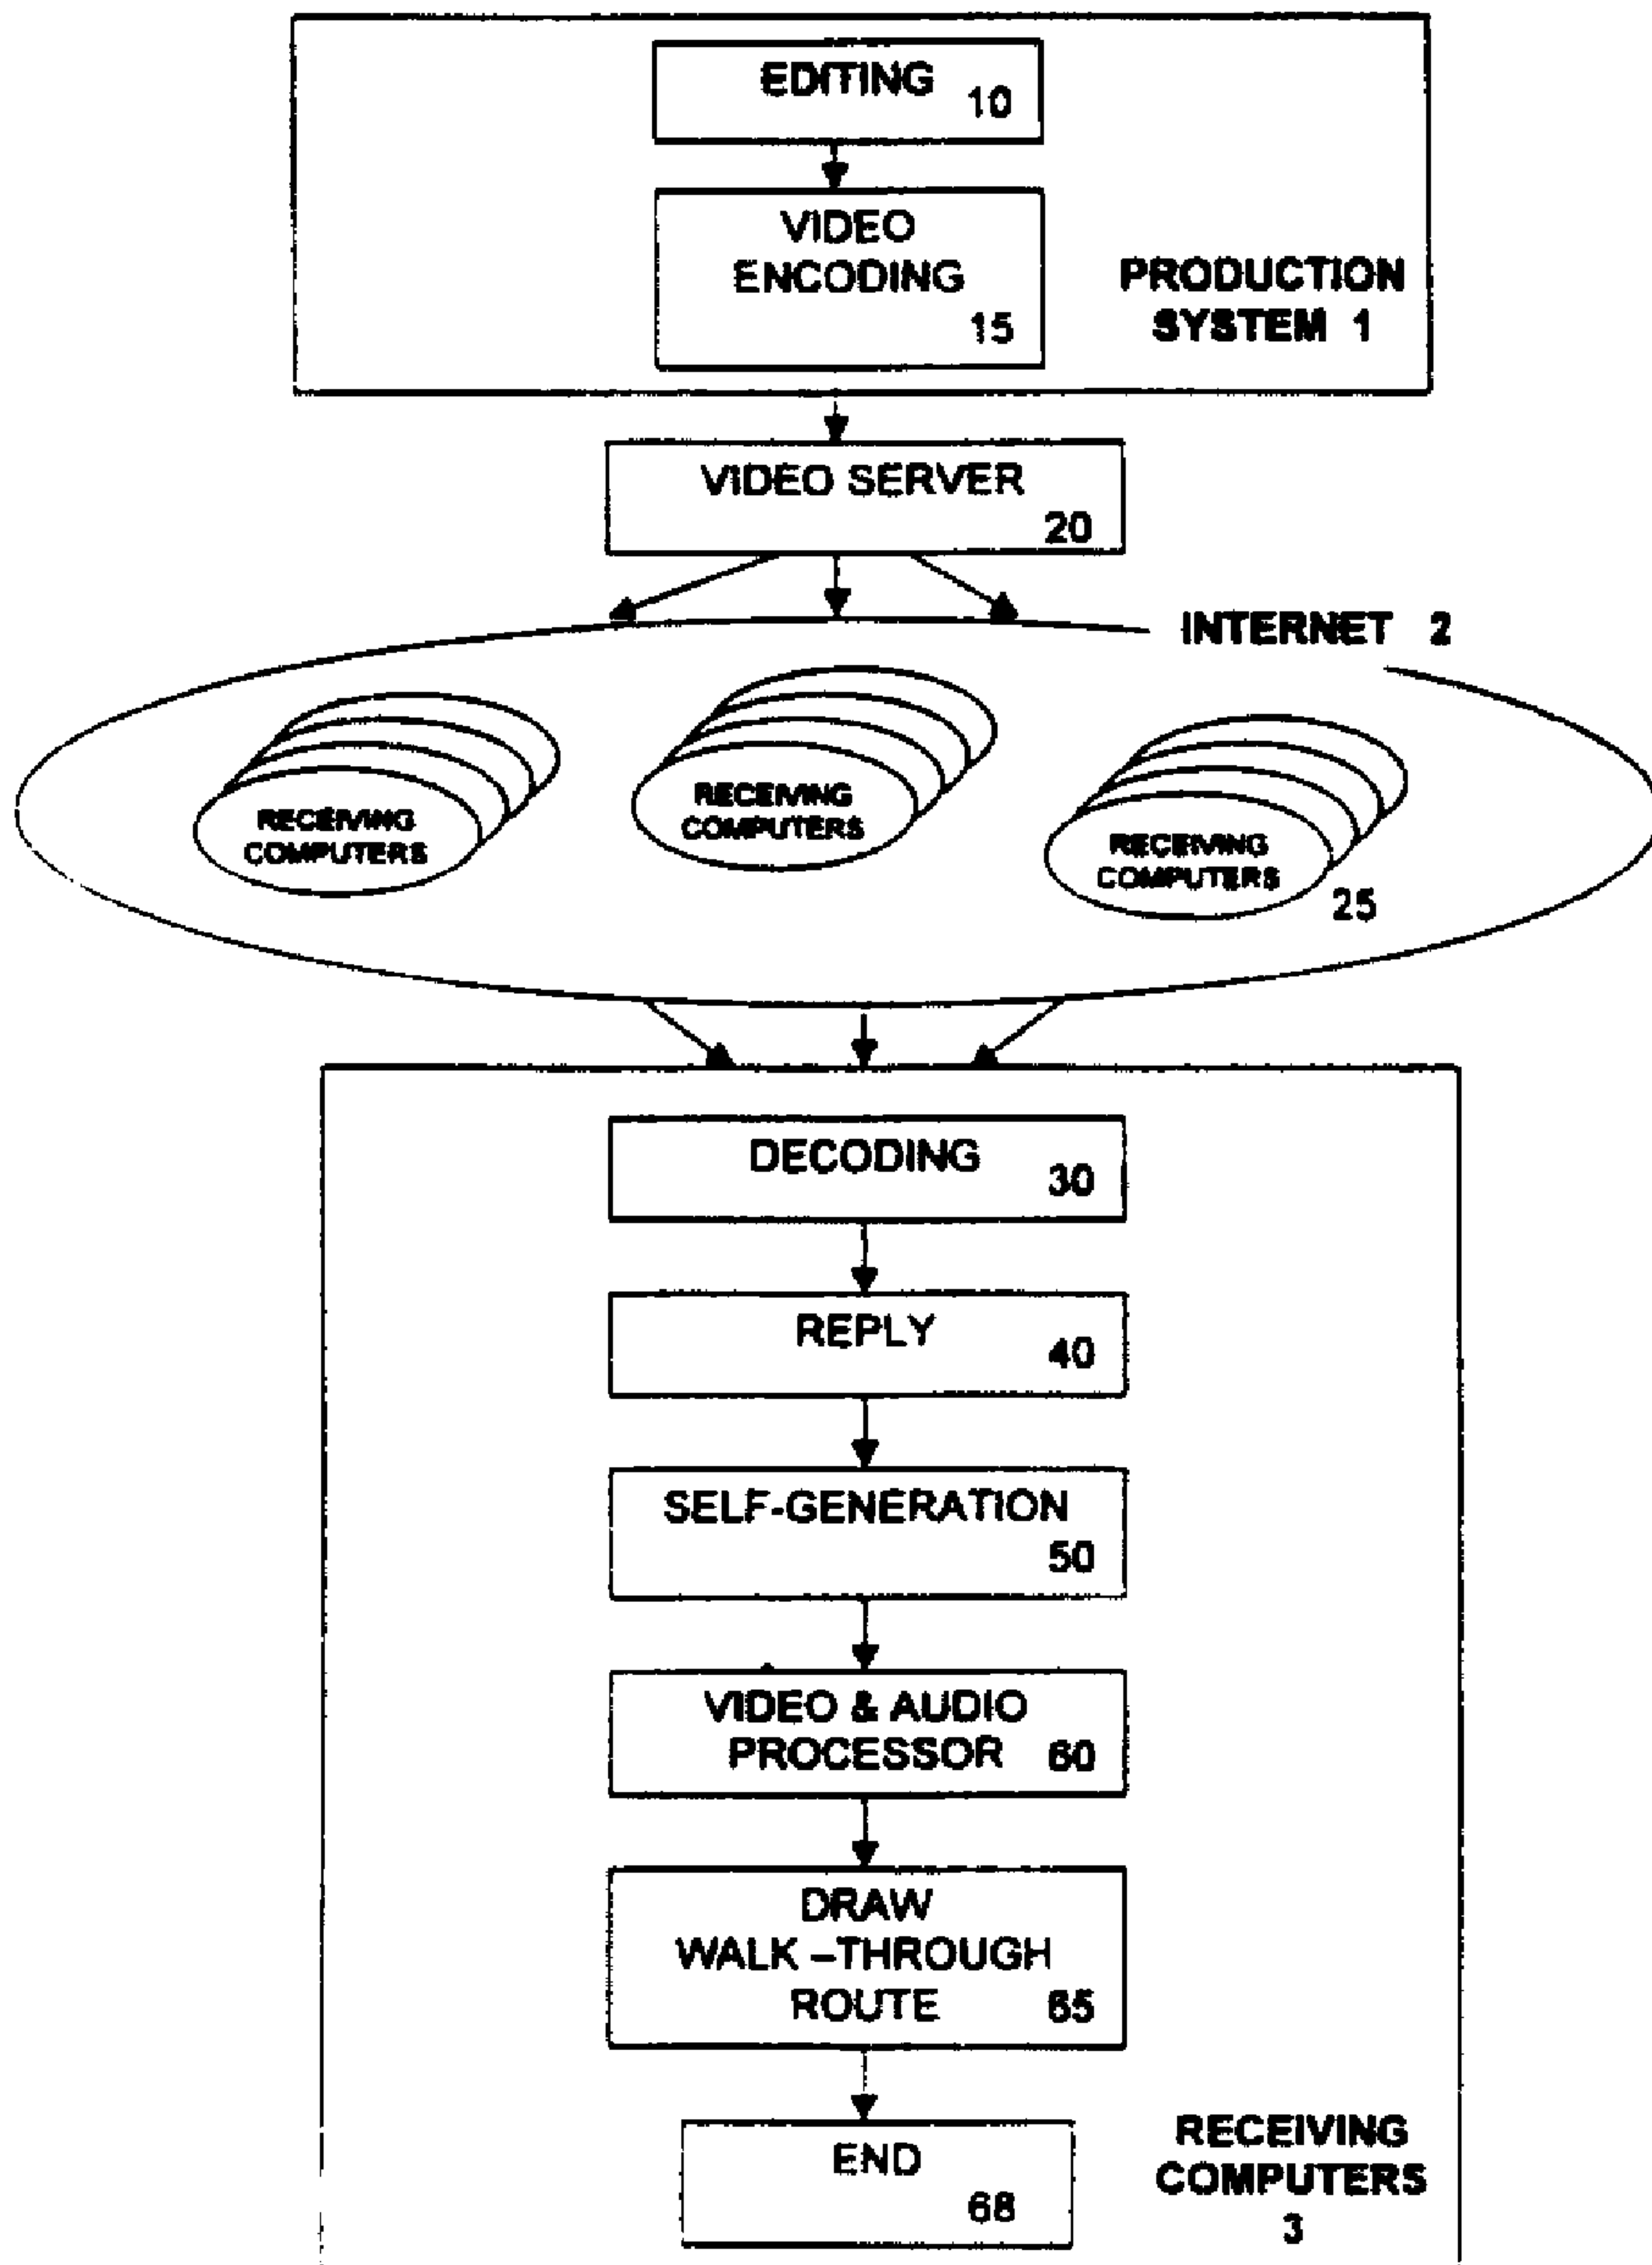 EDITING
10
VIDEO
ENCODING
15
PRODUCTION
SYSTEM 1
VIDEO SERVER
20
INTERNET 2
RECEIVING
COMPUTERS
RECEIVING
COMPUTERS
RECEIVING
COMPUTERS
25
DECODING
30
REPLY
40
SELF-GENERATION
50
VIDEO & AUDIO
PROCESSOR 60
DRAW
WALK –THROUGH
ROUTE 65
END
68
RECEIVING
COMPUTERS
3